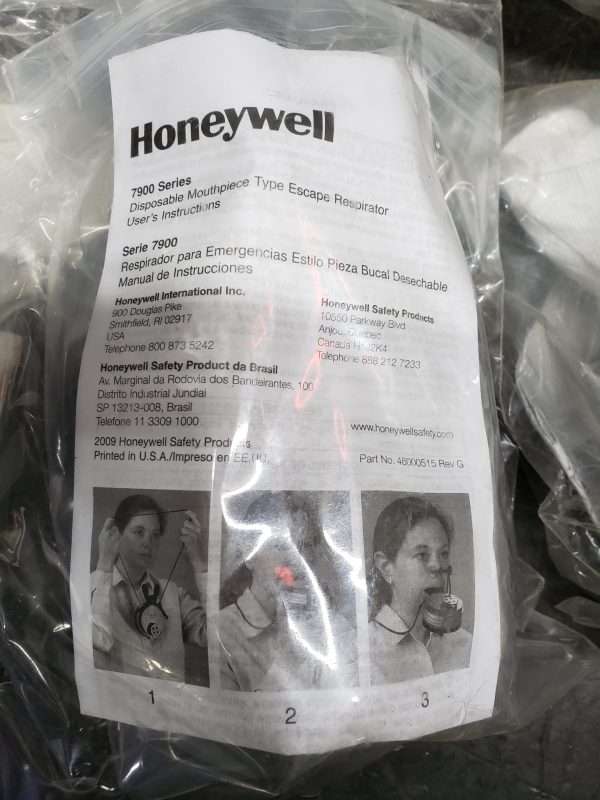 Honeywell
7900 Series
Disposable Mouthpiece Type Escape Respirator
User's Instructions
Serie 7900
Respirador para Emergencias Estilo Pieza Bucal Desechable
Manual de Instrucciones
Honeywell International Inc.
900 Douglas Pike
Smithfield, RI 02917
USA
Telephone 800 873 5242
Honeywell Safety Products
10550 Parkway Blvd
Anjou, Quebec
Canada 2K4
Telephone 888 212 7233
Honeywell Safety Product da Brasil
Av. Marginal da Rodovia dos Bandeirantes, 100
Distrito Industrial Jundiai
SP 13213-008, Brasil
Telefone 11 3309 1000
2009 Honeywell Safety Products
Printed in U.S.A./Impreso en EE.UU.
www.honeywellsafety.com
Part No. 46000515 Rev G
1
2
3